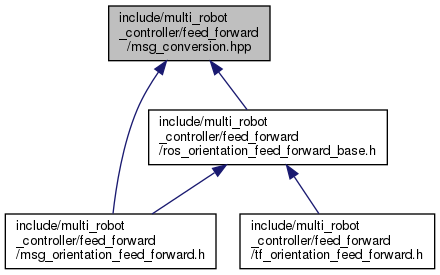 include/multi_robot
_controller/feed_forward
/msg_conversion.hpp
include/multi_robot
_controller/feed_forward
/ros_orientation_feed_forward_base.h
include/multi_robot
_controller/feed_forward
/msg_orientation_feed_forward.h
include/multi_robot
_controller/feed_forward
/tf_orientation_feed_forward.h